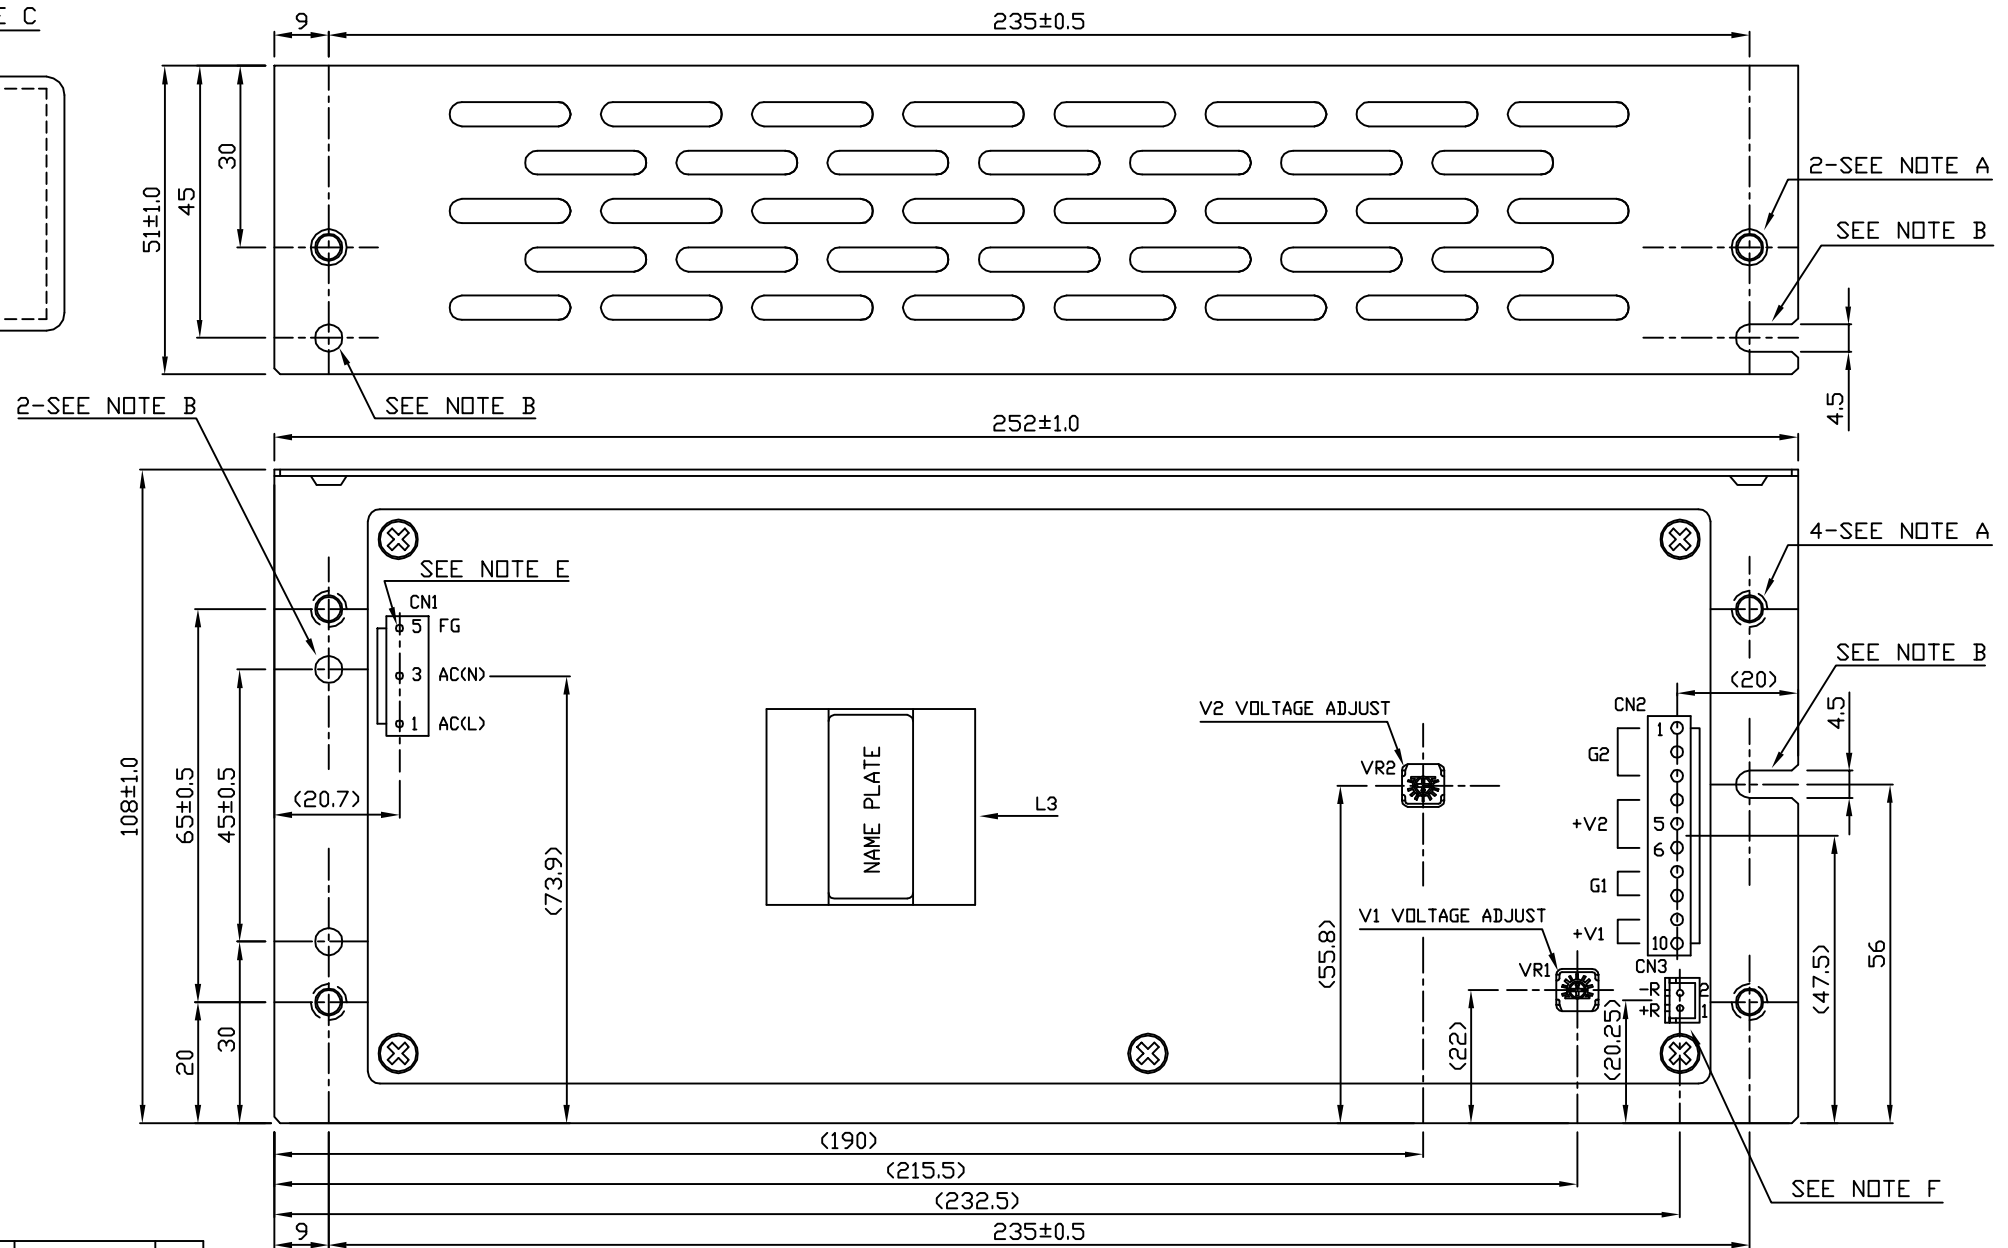 E C
9
235±0.5
51±1.0
45
30
2-SEE NOTE A
SEE NOTE B
4.5
2-SEE NOTE B
SEE NOTE B
252±1.0
SEE NOTE E
CN1
5 FG
3 AC(N)
1 AC(L)
4-SEE NOTE A
SEE NOTE B
(20)
4.5
CN2
1
G2
+V2
5
6
G1
+V1
10
CN3
-R
2
+R
1
V2 VOLTAGE ADJUST
VR2
V1 VOLTAGE ADJUST
VR1
NAME PLATE
L3
108±1.0
65±0.5
45±0.5
(20.7)
(73.9)
(55.8)
(22)
(20.25)
(47.5)
56
20
30
(190)
(215.5)
(232.5)
SEE NOTE F
9
235±0.5